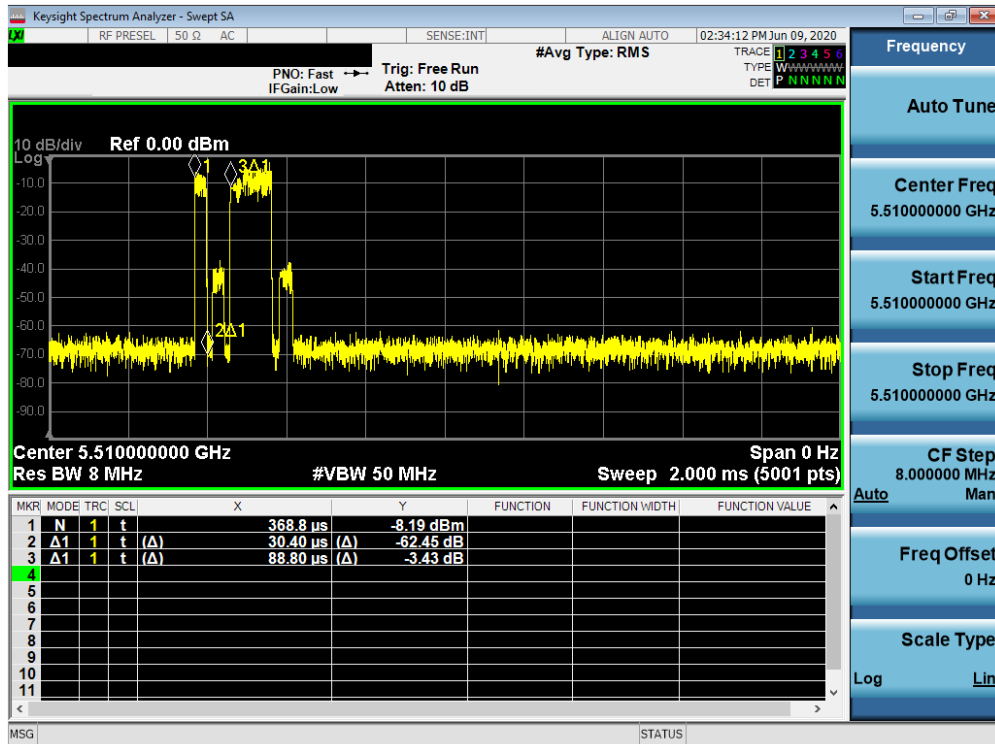 Keysight Spectrum Analyzer - Swept SA
LXI RF PRESEL 50 Ω AC SENSE:INT ALIGN AUTO 02:34:12 PM Jun 09, 2020
#Avg Type: RMS
TRACE 1 2 3 4 5 6
TYPE WWWWWW
DET P N N N N N
PNO: Fast
IFGain:Low
Trig: Free Run
Atten: 10 dB
10 dB/div Ref 0.00 dBm
Log
1
3Δ1
2Δ1
-10.0
-20.0
-30.0
-40.0
-50.0
-60.0
-70.0
-80.0
-90.0
Center 5.510000000 GHz Span 0 Hz
Res BW 8 MHz #VBW 50 MHz Sweep 2.000 ms (5001 pts)
MKR MODE TRC SCL X Y FUNCTION FUNCTION WIDTH FUNCTION VALUE
1 N 1 t 368.8 µs -8.19 dBm
2 Δ1 1 t (Δ) 30.40 µs (Δ) -62.45 dB
3 Δ1 1 t (Δ) 88.80 µs (Δ) -3.43 dB
4
5
6
7
8
9
10
11
MSG STATUS
Frequency
Auto Tune
Center Freq
5.510000000 GHz
Start Freq
5.510000000 GHz
Stop Freq
5.510000000 GHz
CF Step
8.000000 MHz
Auto Man
Freq Offset
0 Hz
Scale Type
Log Lin